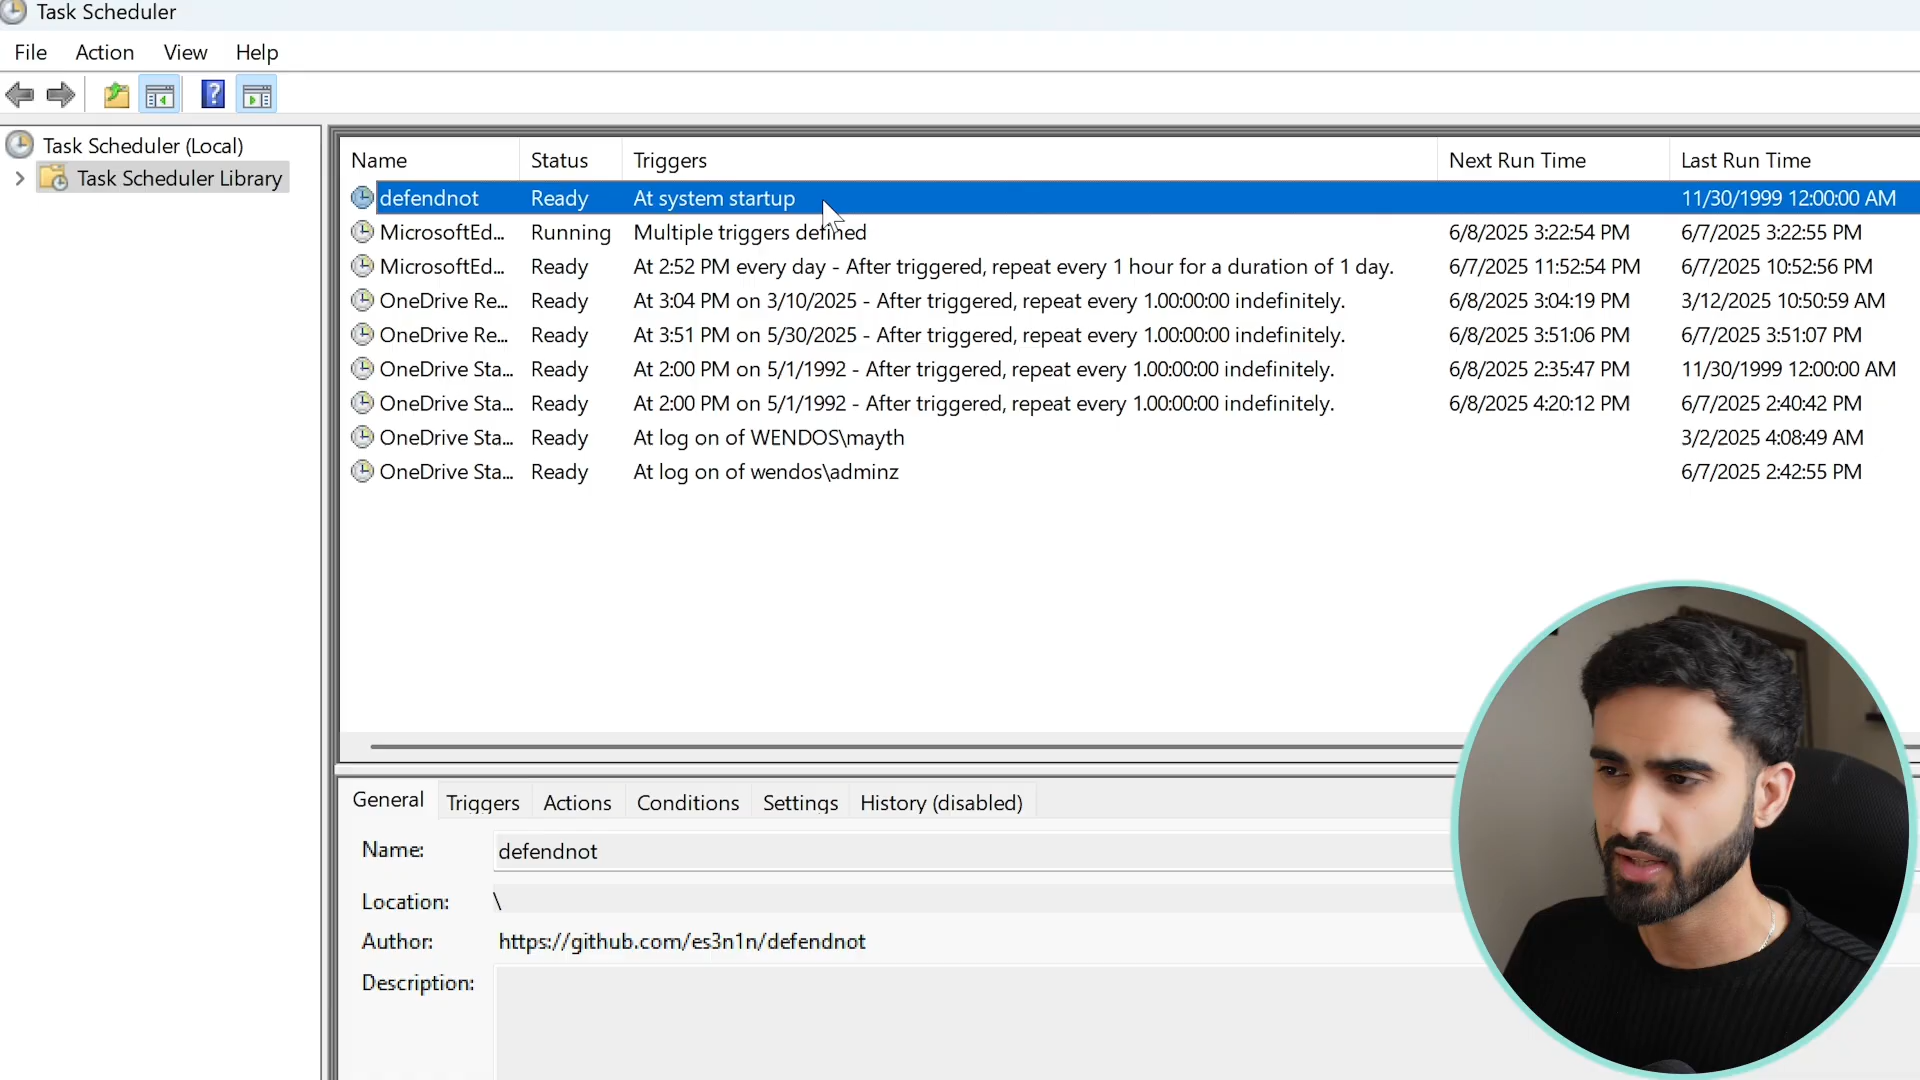 Task Scheduler
File Action View Help
Task Scheduler (Local)
Task Scheduler Library
Name Status Triggers Next Run Time Last Run Time
defendnot Ready At system startup 11/30/1999 12:00:00 AM
MicrosoftEd... Running Multiple triggers defined 6/8/2025 3:22:54 PM 6/7/2025 3:22:55 PM
MicrosoftEd... Ready At 2:52 PM every day - After triggered, repeat every 1 hour for a duration of 1 day. 6/7/2025 11:52:54 PM 6/7/2025 10:52:56 PM
OneDrive Re... Ready At 3:04 PM on 3/10/2025 - After triggered, repeat every 1.00:00:00 indefinitely. 6/8/2025 3:04:19 PM 3/12/2025 10:50:59 AM
OneDrive Re... Ready At 3:51 PM on 5/30/2025 - After triggered, repeat every 1.00:00:00 indefinitely. 6/8/2025 3:51:06 PM 6/7/2025 3:51:07 PM
OneDrive Sta... Ready At 2:00 PM on 5/1/1992 - After triggered, repeat every 1.00:00:00 indefinitely. 6/8/2025 2:35:47 PM 11/30/1999 12:00:00 AM
OneDrive Sta... Ready At 2:00 PM on 5/1/1992 - After triggered, repeat every 1.00:00:00 indefinitely. 6/8/2025 4:20:12 PM 6/7/2025 2:40:42 PM
OneDrive Sta... Ready At log on of WENDOS\mayth 3/2/2025 4:08:49 AM
OneDrive Sta... Ready At log on of wendos\adminz 6/7/2025 2:42:55 PM
General Triggers Actions Conditions Settings History (disabled)
Name: defendnot
Location: \
Author: https://github.com/es3n1n/defendnot
Description: